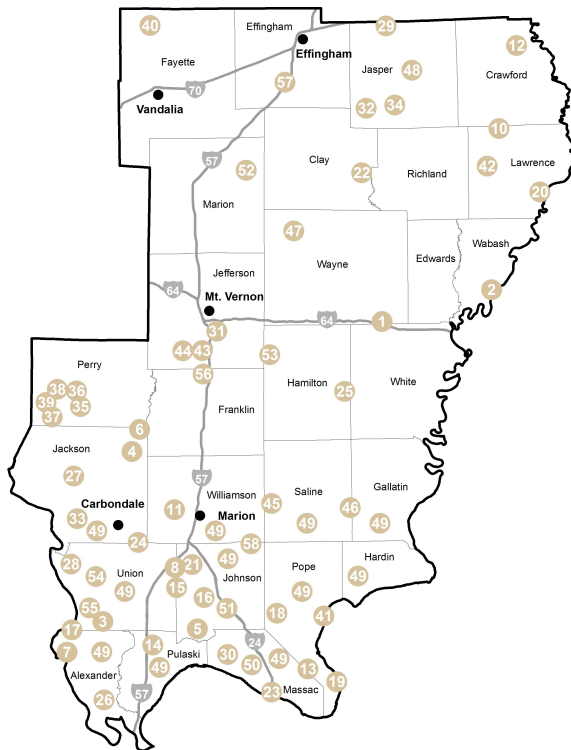 40
Effingham
29
12
Fayette
Effingham
Jasper
48
Crawford
57
70
Vandalia
32
34
10
57
52
Clay
22
Richland
42
Lawrence
20
Marion
47
Wayne
Edwards
Wabash
Jefferson
64
Mt. Vernon
2
31
64
1
44
43
53
56
Perry
38
36
39
35
37
Hamilton
25
White
Franklin
6
Jackson
4
27
57
Williamson
Saline
Gallatin
Carbondale
11
Marion
45
46
33
49
49
49
49
24
58
28
54
Union
49
8
21
49
Johnson
Pope
Hardin
49
15
16
49
55
3
51
18
41
17
5
7
49
14
Pulaski
24
30
49
Alexander
49
50
13
19
57
23
Massac
26